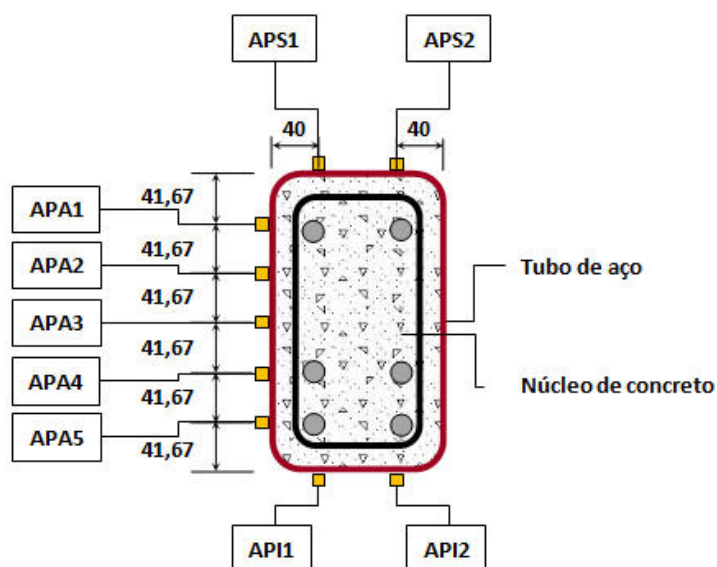 APS1
APS2
40
40
41,67
APA1
41,67
APA2
41,67
Tubo de aço
APA3
41,67
APA4
41,67
Núcleo de concreto
APA5
41,67
API1
API2